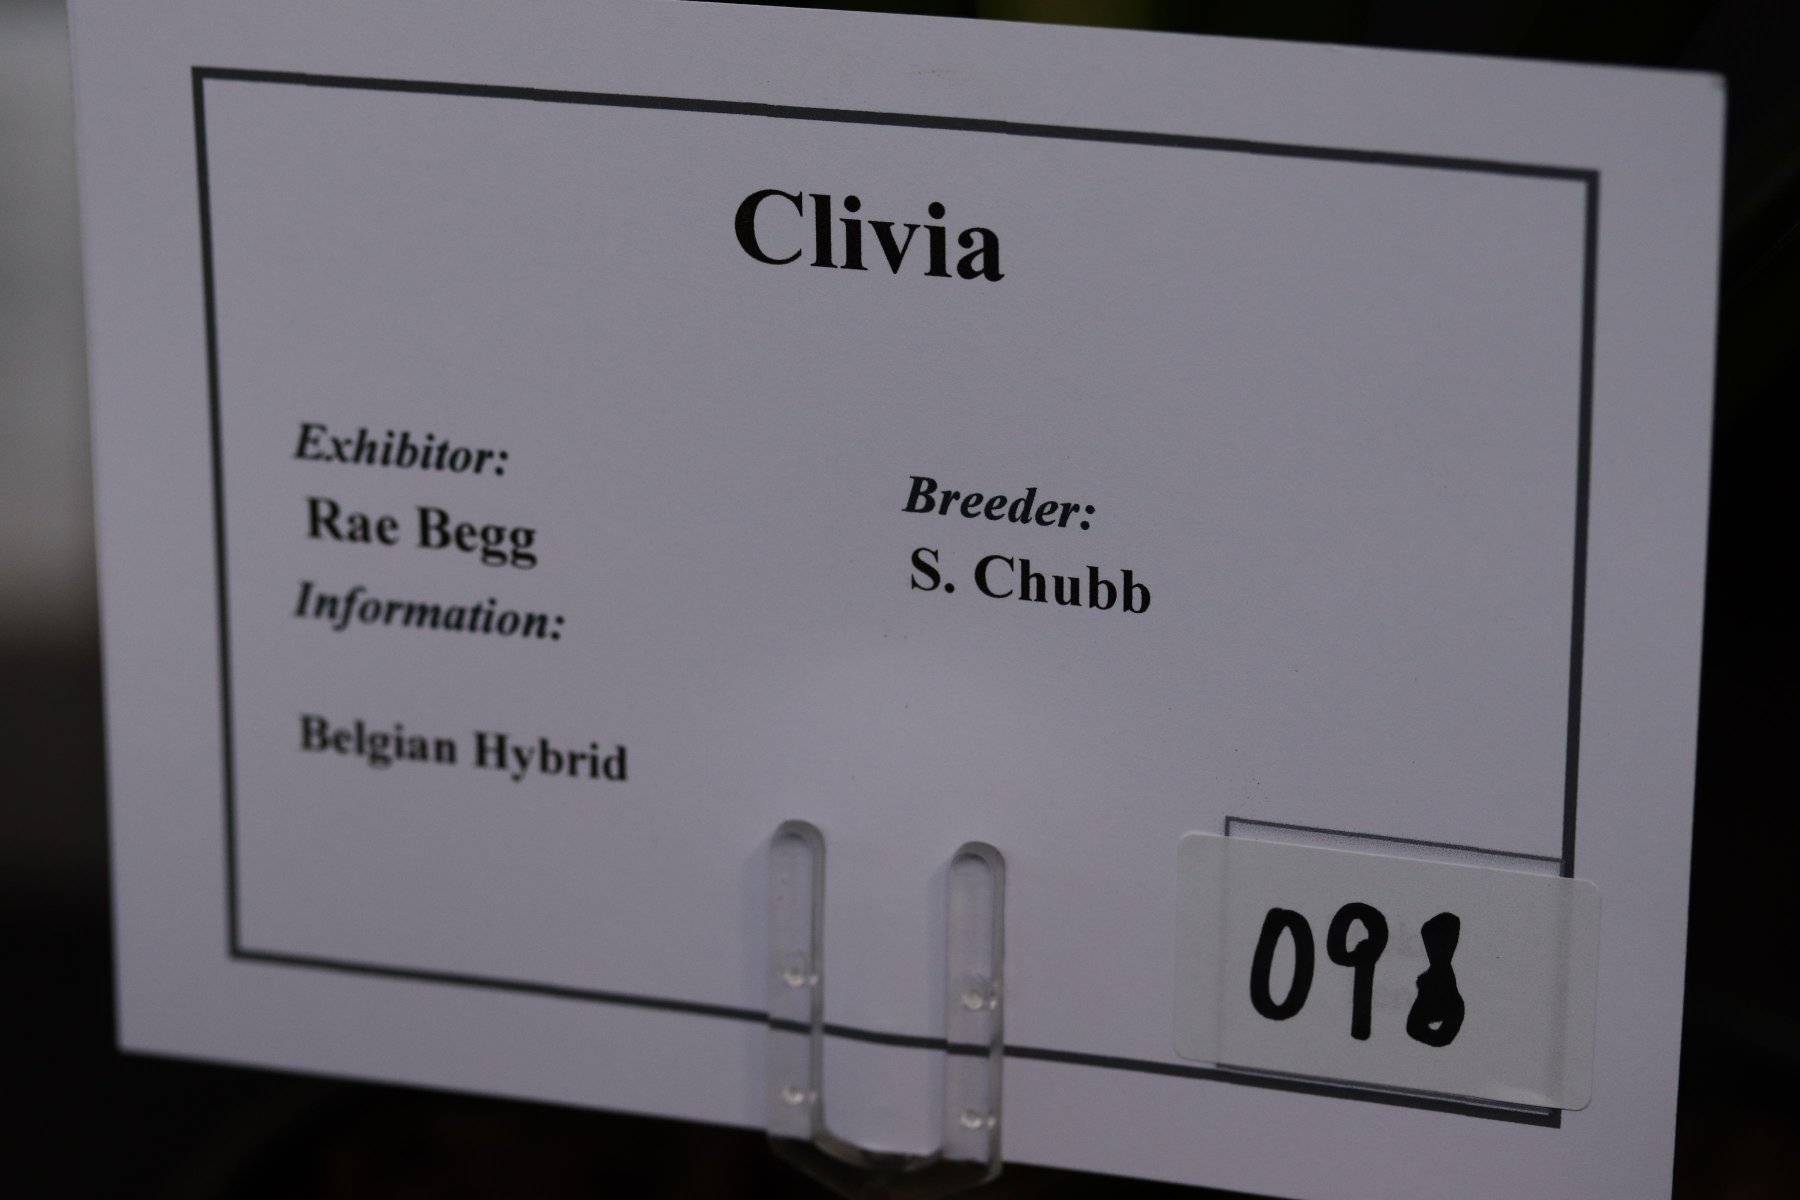 Clivia
Exhibitor:
Rae Begg
Breeder:
S. Chubb
Information:
Belgian Hybrid
098